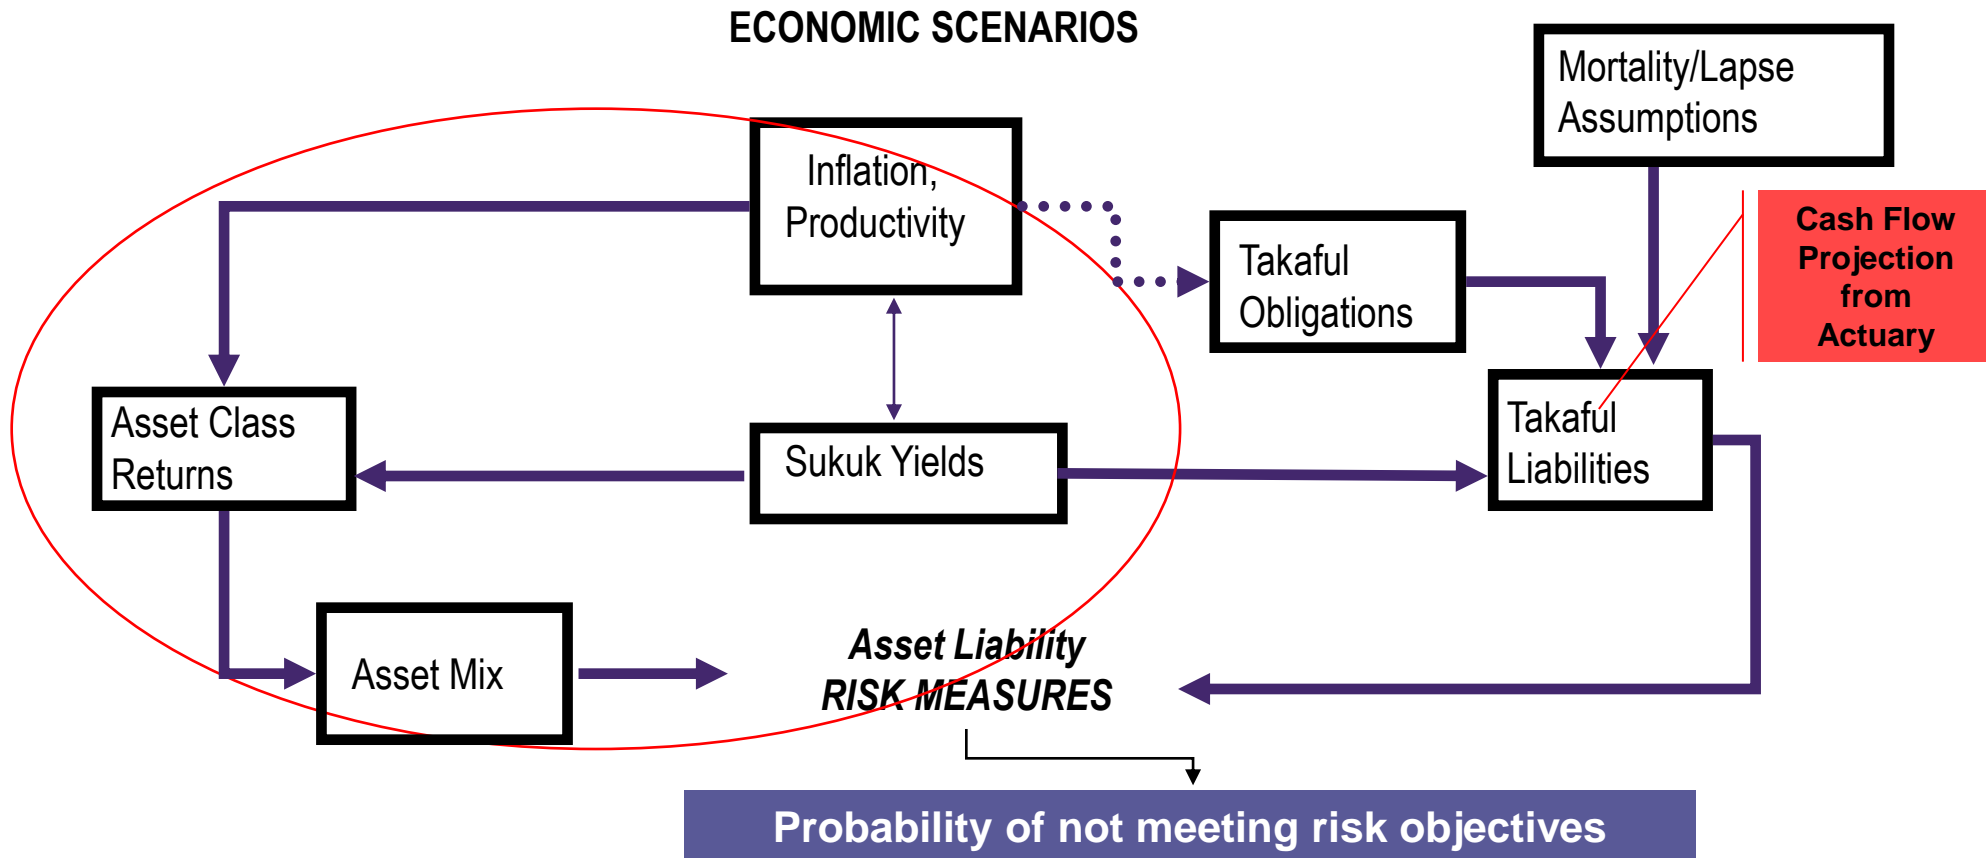 ECONOMIC SCENARIOS
Mortality/Lapse
Assumptions
Inflation,
Productivity
Cash Flow
Projection
from
Actuary
Takaful
Obligations
Asset Class
Returns
Sukuk Yields
Takaful
Liabilities
Asset Mix
Asset Liability
RISK MEASURES
Probability of not meeting risk objectives